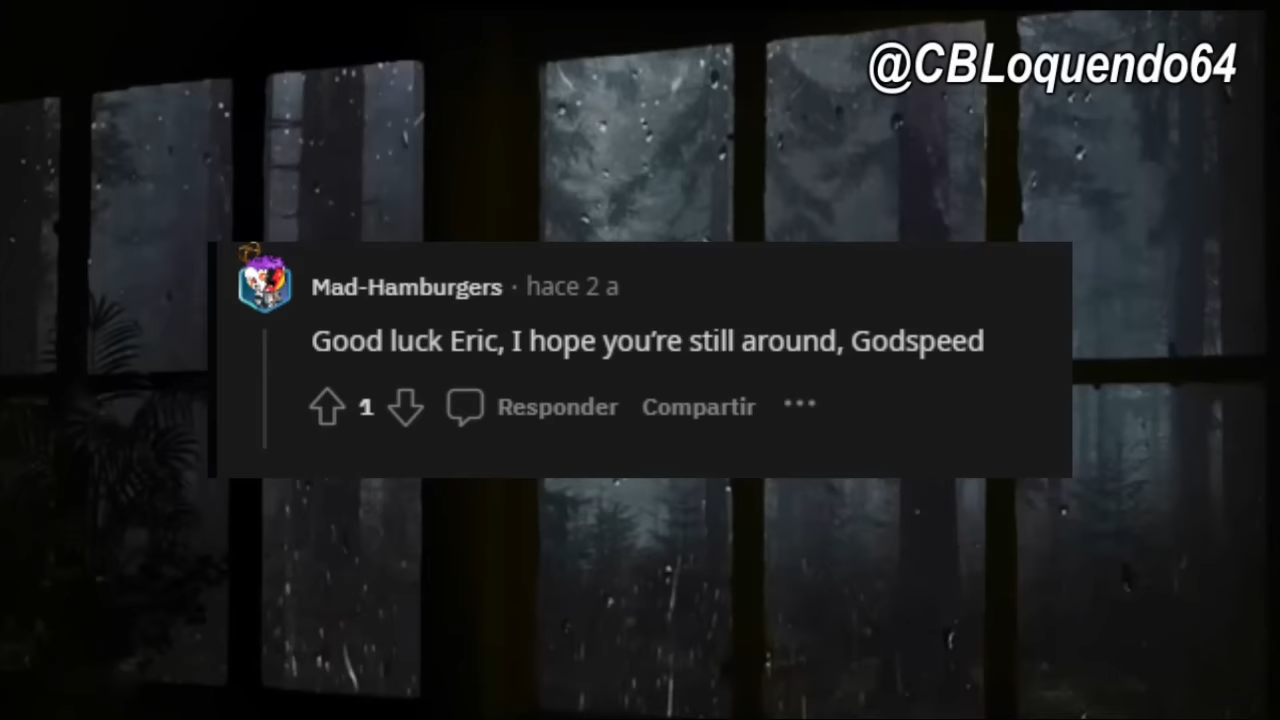 @CBLoquendo64
Mad-Hamburgers · hace 2 a
Good luck Eric, I hope you’re still around, Godspeed
1 Responder Compartir ···